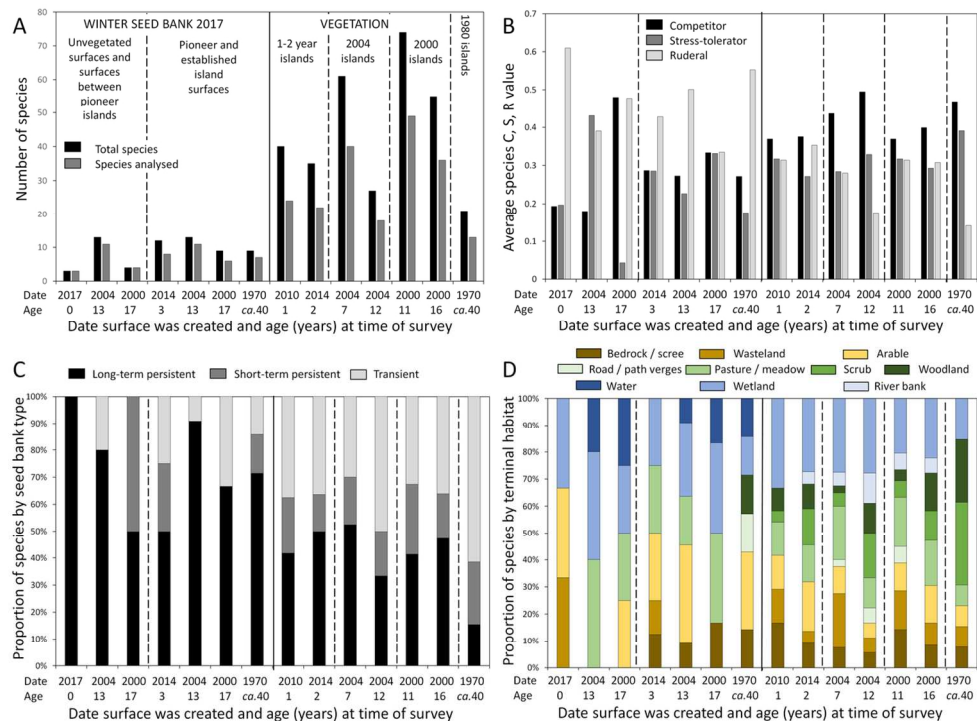 A
WINTER SEED BANK 2017
VEGETATION
1980 islands
Unvegetated
surfaces and
surfaces
between
pioneer
islands
Pioneer and
established
island
surfaces
1-2 year
islands
2004
islands
2000
islands
Total species
Species analysed
Number of species
80
70
60
50
40
30
20
10
0
Date 2017 2004 2000 2014 2004 2000 1970 2010 2014 2004 2004 2000 2000 1970
Age 0 13 17 3 13 17 ca.40 1 2 7 12 11 16 ca.40
Date surface was created and age (years) at time of survey
B
Competitor
Stress-tolerator
Ruderal
Average species C, S, R value
0.7
0.6
0.5
0.4
0.3
0.2
0.1
0
Date 2017 2004 2000 2014 2004 2000 1970 2010 2014 2004 2004 2000 2000 1970
Age 0 13 17 3 13 17 ca.40 1 2 7 12 11 16 ca.40
Date surface was created and age (years) at time of survey
C
Long-term persistent Short-term persistent Transient
Proportion of species by seed bank type
100%
90%
80%
70%
60%
50%
40%
30%
20%
10%
0%
Date 2017 2004 2000 2014 2004 2000 1970 2010 2014 2004 2004 2000 2000 1970
Age 0 13 17 3 13 17 ca.40 1 2 7 12 11 16 ca.40
Date surface was created and age (years) at time of survey
D
Bedrock / scree Wasteland Arable
Road / path verges Pasture / meadow Scrub Woodland
Water Wetland River bank
Proportion of species by terminal habitat
100%
90%
80%
70%
60%
50%
40%
30%
20%
10%
0%
Date 2017 2004 2000 2014 2004 2000 1970 2010 2014 2004 2004 2000 2000 1970
Age 0 13 17 3 13 17 ca.40 1 2 7 12 11 16 ca.40
Date surface was created and age (years) at time of survey